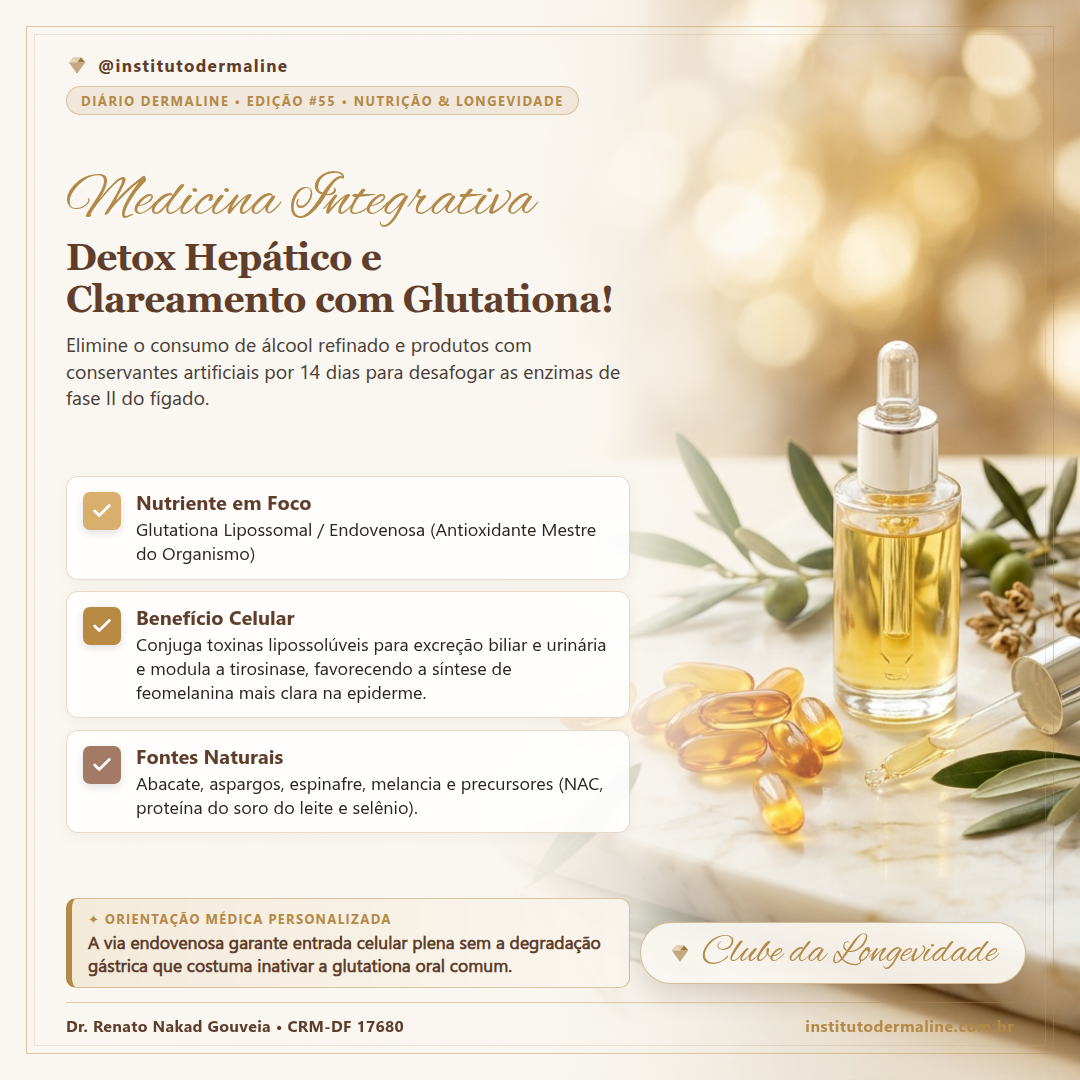 @institutodermaline
DIÁRIO DERMALINE • EDIÇÃO #55 • NUTRIÇÃO & LONGEVIDADE
Medicina Integrativa
Detox Hepático e
Clareamento com Glutationa!
Elimine o consumo de álcool refinado e produtos com
conservantes artificiais por 14 dias para desafogar as enzimas de
fase II do fígado.
Nutriente em Foco
Glutationa Lipossomal / Endovenosa (Antioxidante Mestre
do Organismo)
Benefício Celular
Conjuga toxinas lipossolúveis para excreção biliar e urinária
e modula a tirosinase, favorecendo a síntese de
feomelanina mais clara na epiderme.
Fontes Naturais
Abacate, aspargos, espinafre, melancia e precursores (NAC,
proteína do soro do leite e selênio).
✦ ORIENTAÇÃO MÉDICA PERSONALIZADA
A via endovenosa garante entrada celular plena sem a degradação
gástrica que costuma inativar a glutationa oral comum.
Clube da Longevidade
Dr. Renato Nakad Gouveia • CRM-DF 17680
institutodermaline.com.br